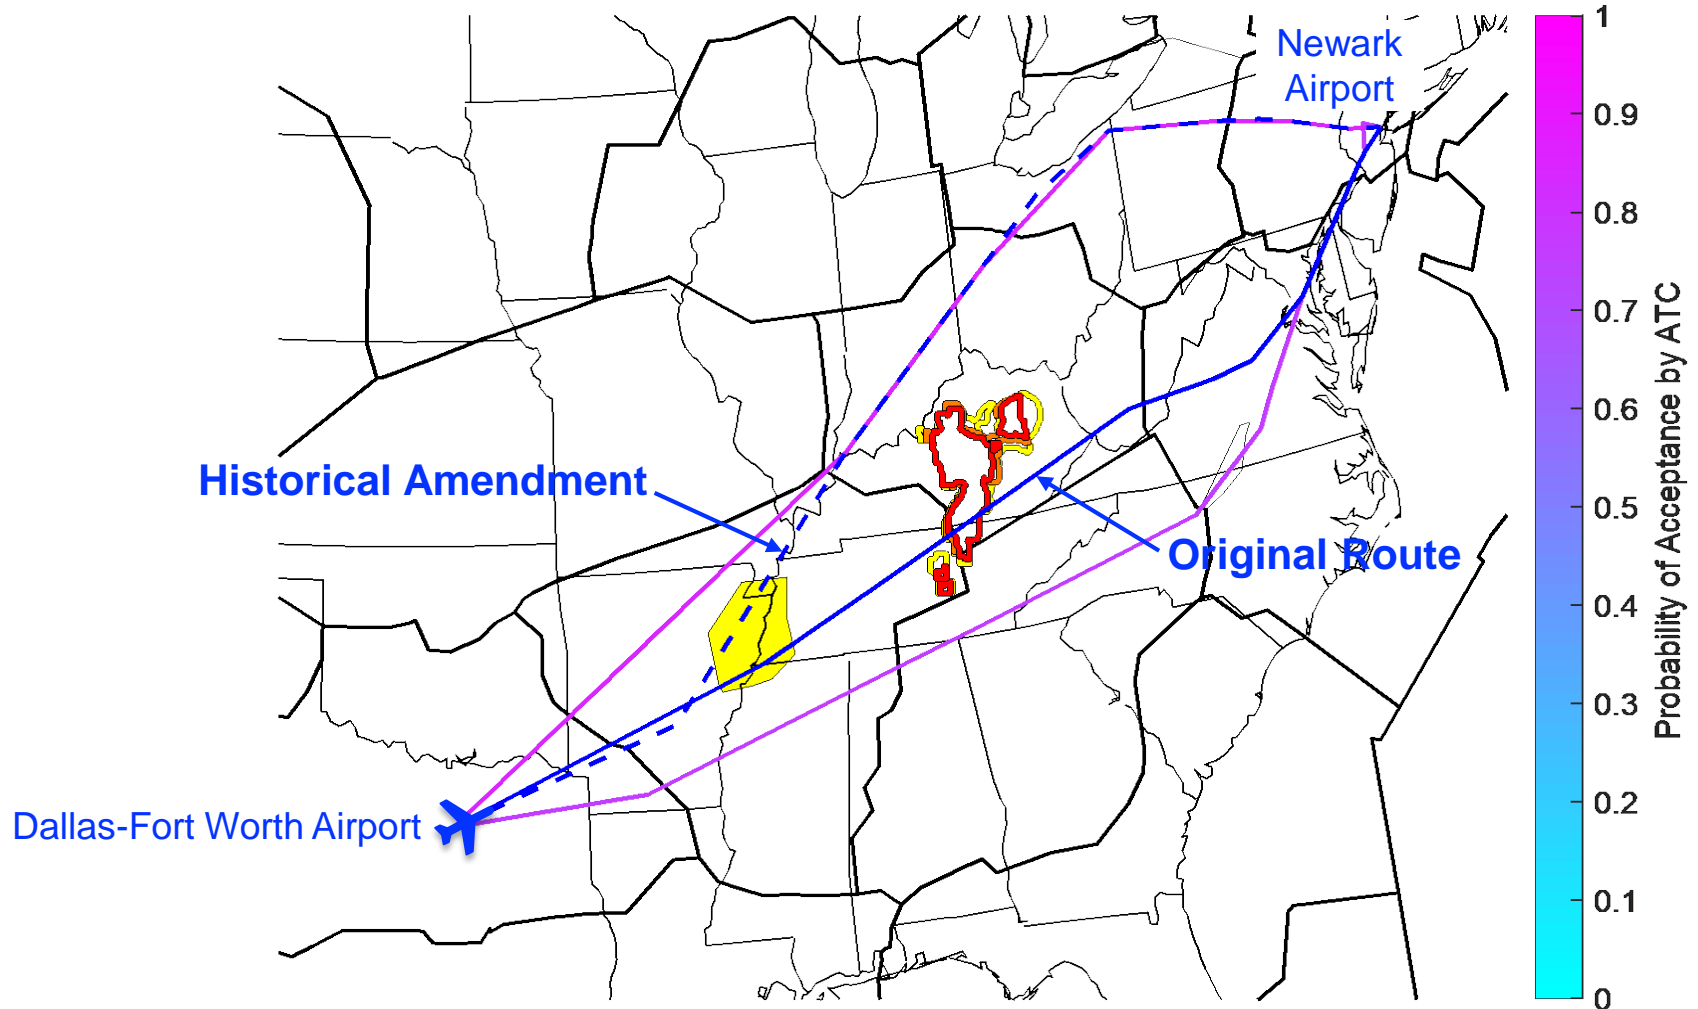 Newark
Airport
Historical Amendment
Original Route
Dallas-Fort Worth Airport
1
0.9
0.8
0.7
0.6
0.5
0.4
0.3
0.2
0.1
0
Probability of Acceptance by ATC